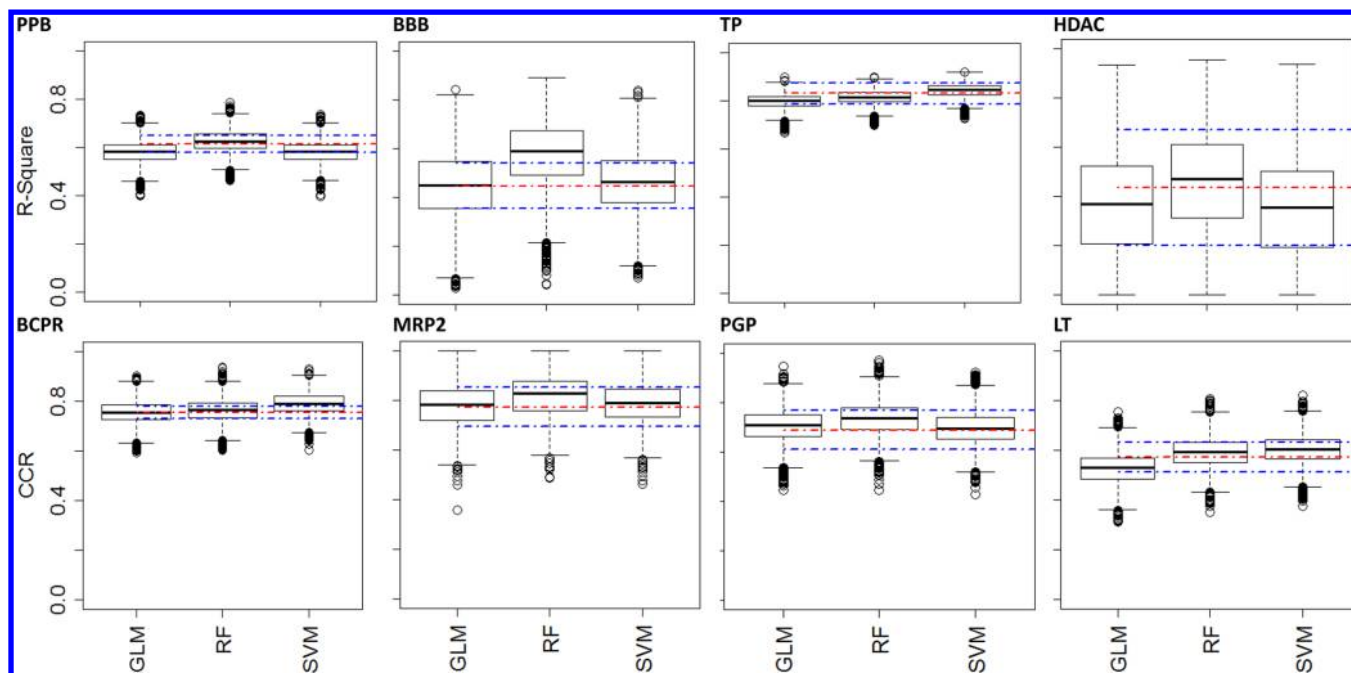 PPB BBB TP HDAC
R-Square
0.8
0.4
0.0
BCPR MRP2 PGP LT
CCR
0.8
0.4
0.0
GLM RF SVM GLM RF SVM GLM RF SVM GLM RF SVM